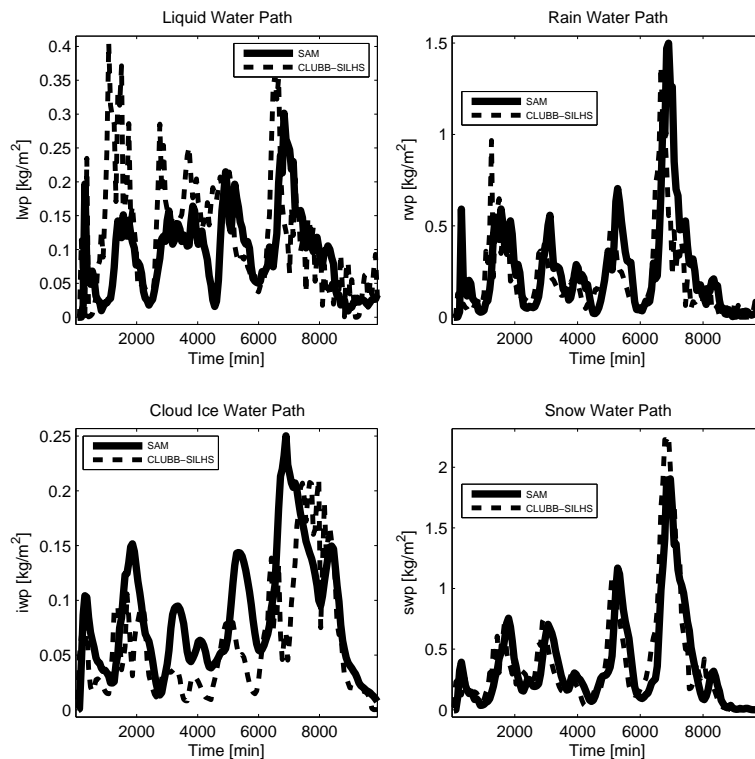 Liquid Water Path
0.4
0.35
0.3
0.25
0.2
0.15
0.1
0.05
0
lwp [kg/m²]
SAM
CLUBB−SILHS
2000 4000 6000 8000
Time [min]
Rain Water Path
1.5
1
0.5
0
rwp [kg/m²]
SAM
CLUBB−SILHS
2000 4000 6000 8000
Time [min]
Cloud Ice Water Path
0.25
0.2
0.15
0.1
0.05
0
iwp [kg/m²]
SAM
CLUBB−SILHS
2000 4000 6000 8000
Time [min]
Snow Water Path
2
1.5
1
0.5
0
swp [kg/m²]
SAM
CLUBB−SILHS
2000 4000 6000 8000
Time [min]